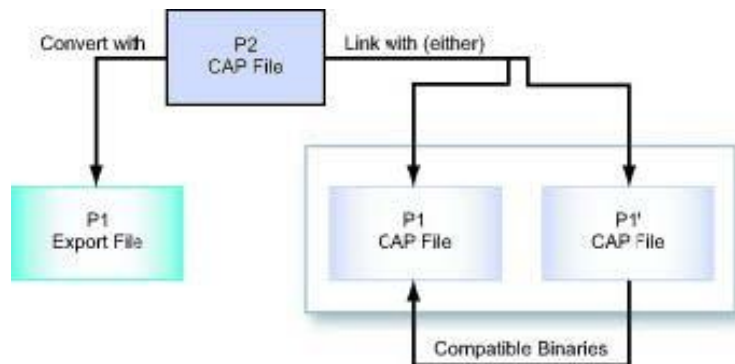 Convert with
P2
CAP File
Link with (either)
P1
Export File
P1
CAP File
P1'
CAP File
Compatible Binaries